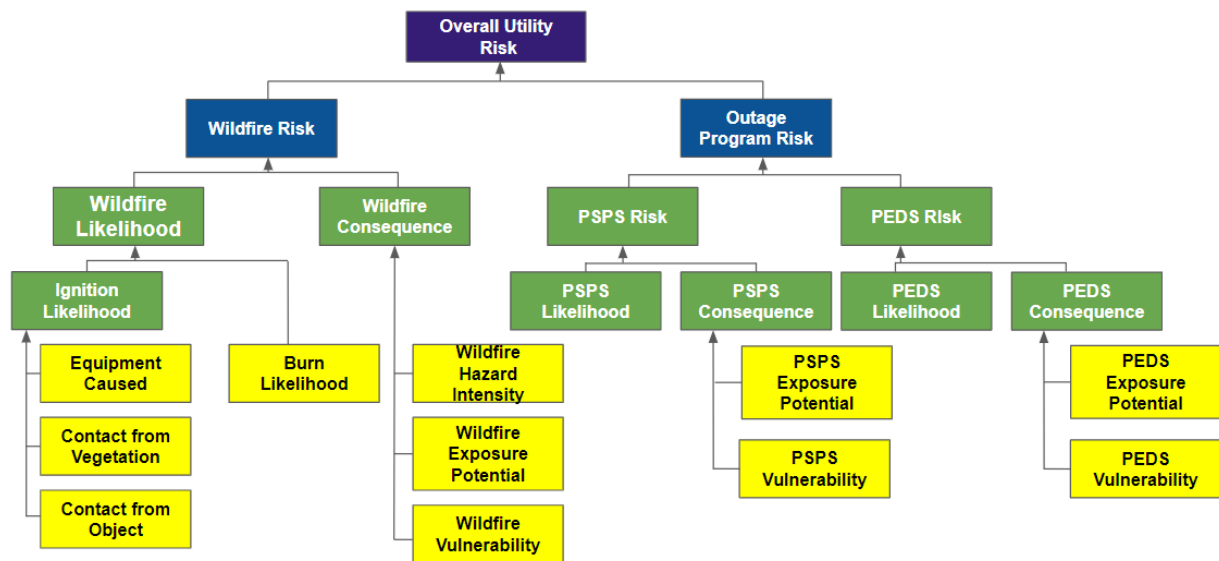 Overall Utility
Risk
Wildfire Risk
Outage
Program Risk
Wildfire
Likelihood
Wildfire
Consequence
PSPS Risk
PEDS RIsk
Ignition
Likelihood
PSPS
Likelihood
PSPS
Consequence
PEDS
Likelihood
PEDS
Consequence
Equipment
Caused
Burn
Likelihood
Wildfire
Hazard
Intensity
PSPS
Exposure
Potential
PEDS
Exposure
Potential
Contact from
Vegetation
Wildfire
Exposure
Potential
PSPS
Vulnerability
PEDS
Vulnerability
Contact from
Object
Wildfire
Vulnerability